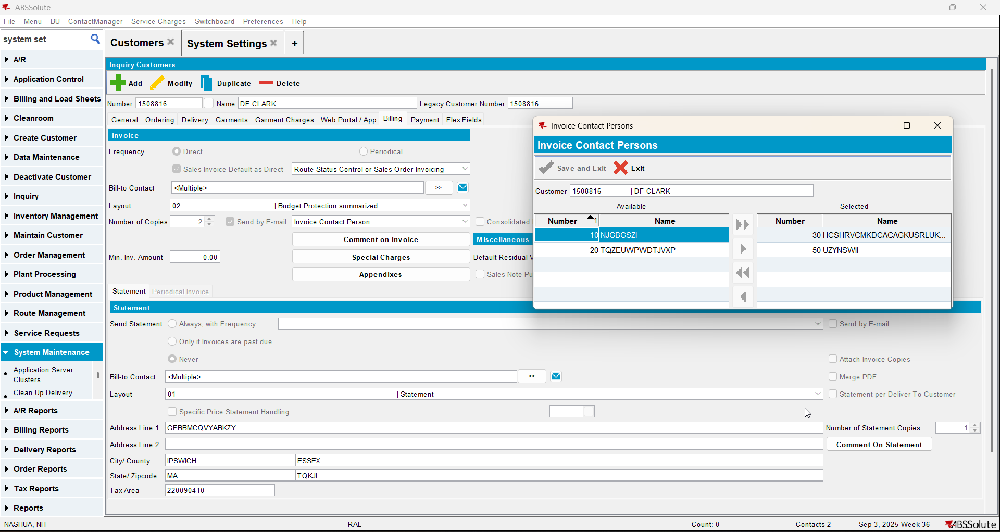 ABSSolute
File Menu BU ContactManager Service Charges Switchboard Preferences Help
system set
Customers System Settings +
A/R
Application Control
Billing and Load Sheets
Cleanroom
Create Customer
Data Maintenance
Deactivate Customer
Inquiry
Inventory Management
Maintain Customer
Order Management
Plant Processing
Product Management
Route Management
Service Requests
System Maintenance
Application Server
Clusters
Clean Up Delivery
A/R Reports
Billing Reports
Delivery Reports
Order Reports
Tax Reports
Reports
Inquiry Customers
Add Modify Duplicate Delete
Number 1508816 ... Name DF CLARK Legacy Customer Number 1508816
General Ordering Delivery Garments Garment Charges Web Portal / App Billing Payment FlexFields
Invoice
Frequency Direct Periodical
Sales Invoice Default as Direct Route Status Control or Sales Order Invoicing
Bill-to Contact <Multiple> >>
Layout 02 | Budget Protection summarized
Number of Copies 2 Send by E-mail Invoice Contact Person Consolidated
Comment on Invoice Miscellaneous
Min. Inv. Amount 0.00 Special Charges Default Residual V
Appendixes Sales Note Pu
Statement Periodical Invoice
Statement
Send Statement Always, with Frequency Send by E-mail
Only if Invoices are past due
Never Attach Invoice Copies
Bill-to Contact <Multiple> >> Merge PDF
Layout 01 | Statement Statement per Deliver To Customer
Specific Price Statement Handling ...
Address Line 1 GFBBMCQVYABKZY Number of Statement Copies 1
Address Line 2 Comment On Statement
City/ County IPSWICH ESSEX
State/ Zipcode MA TQKJL
Tax Area 220090410
Invoice Contact Persons
Invoice Contact Persons
Save and Exit Exit
Customer 1508816 | DF CLARK
Available Selected
Number 1 Name Number Name
10 NJGBGSZI 30 HCSHRVCMKDCACAGKUSRLUK...
20 TQZEUWPWDTJVXP 50 UZYNSWII
NASHUA, NH - - RAL Count: 0 Contacts 2 Sep 3, 2025 Week 36 ABSSolute